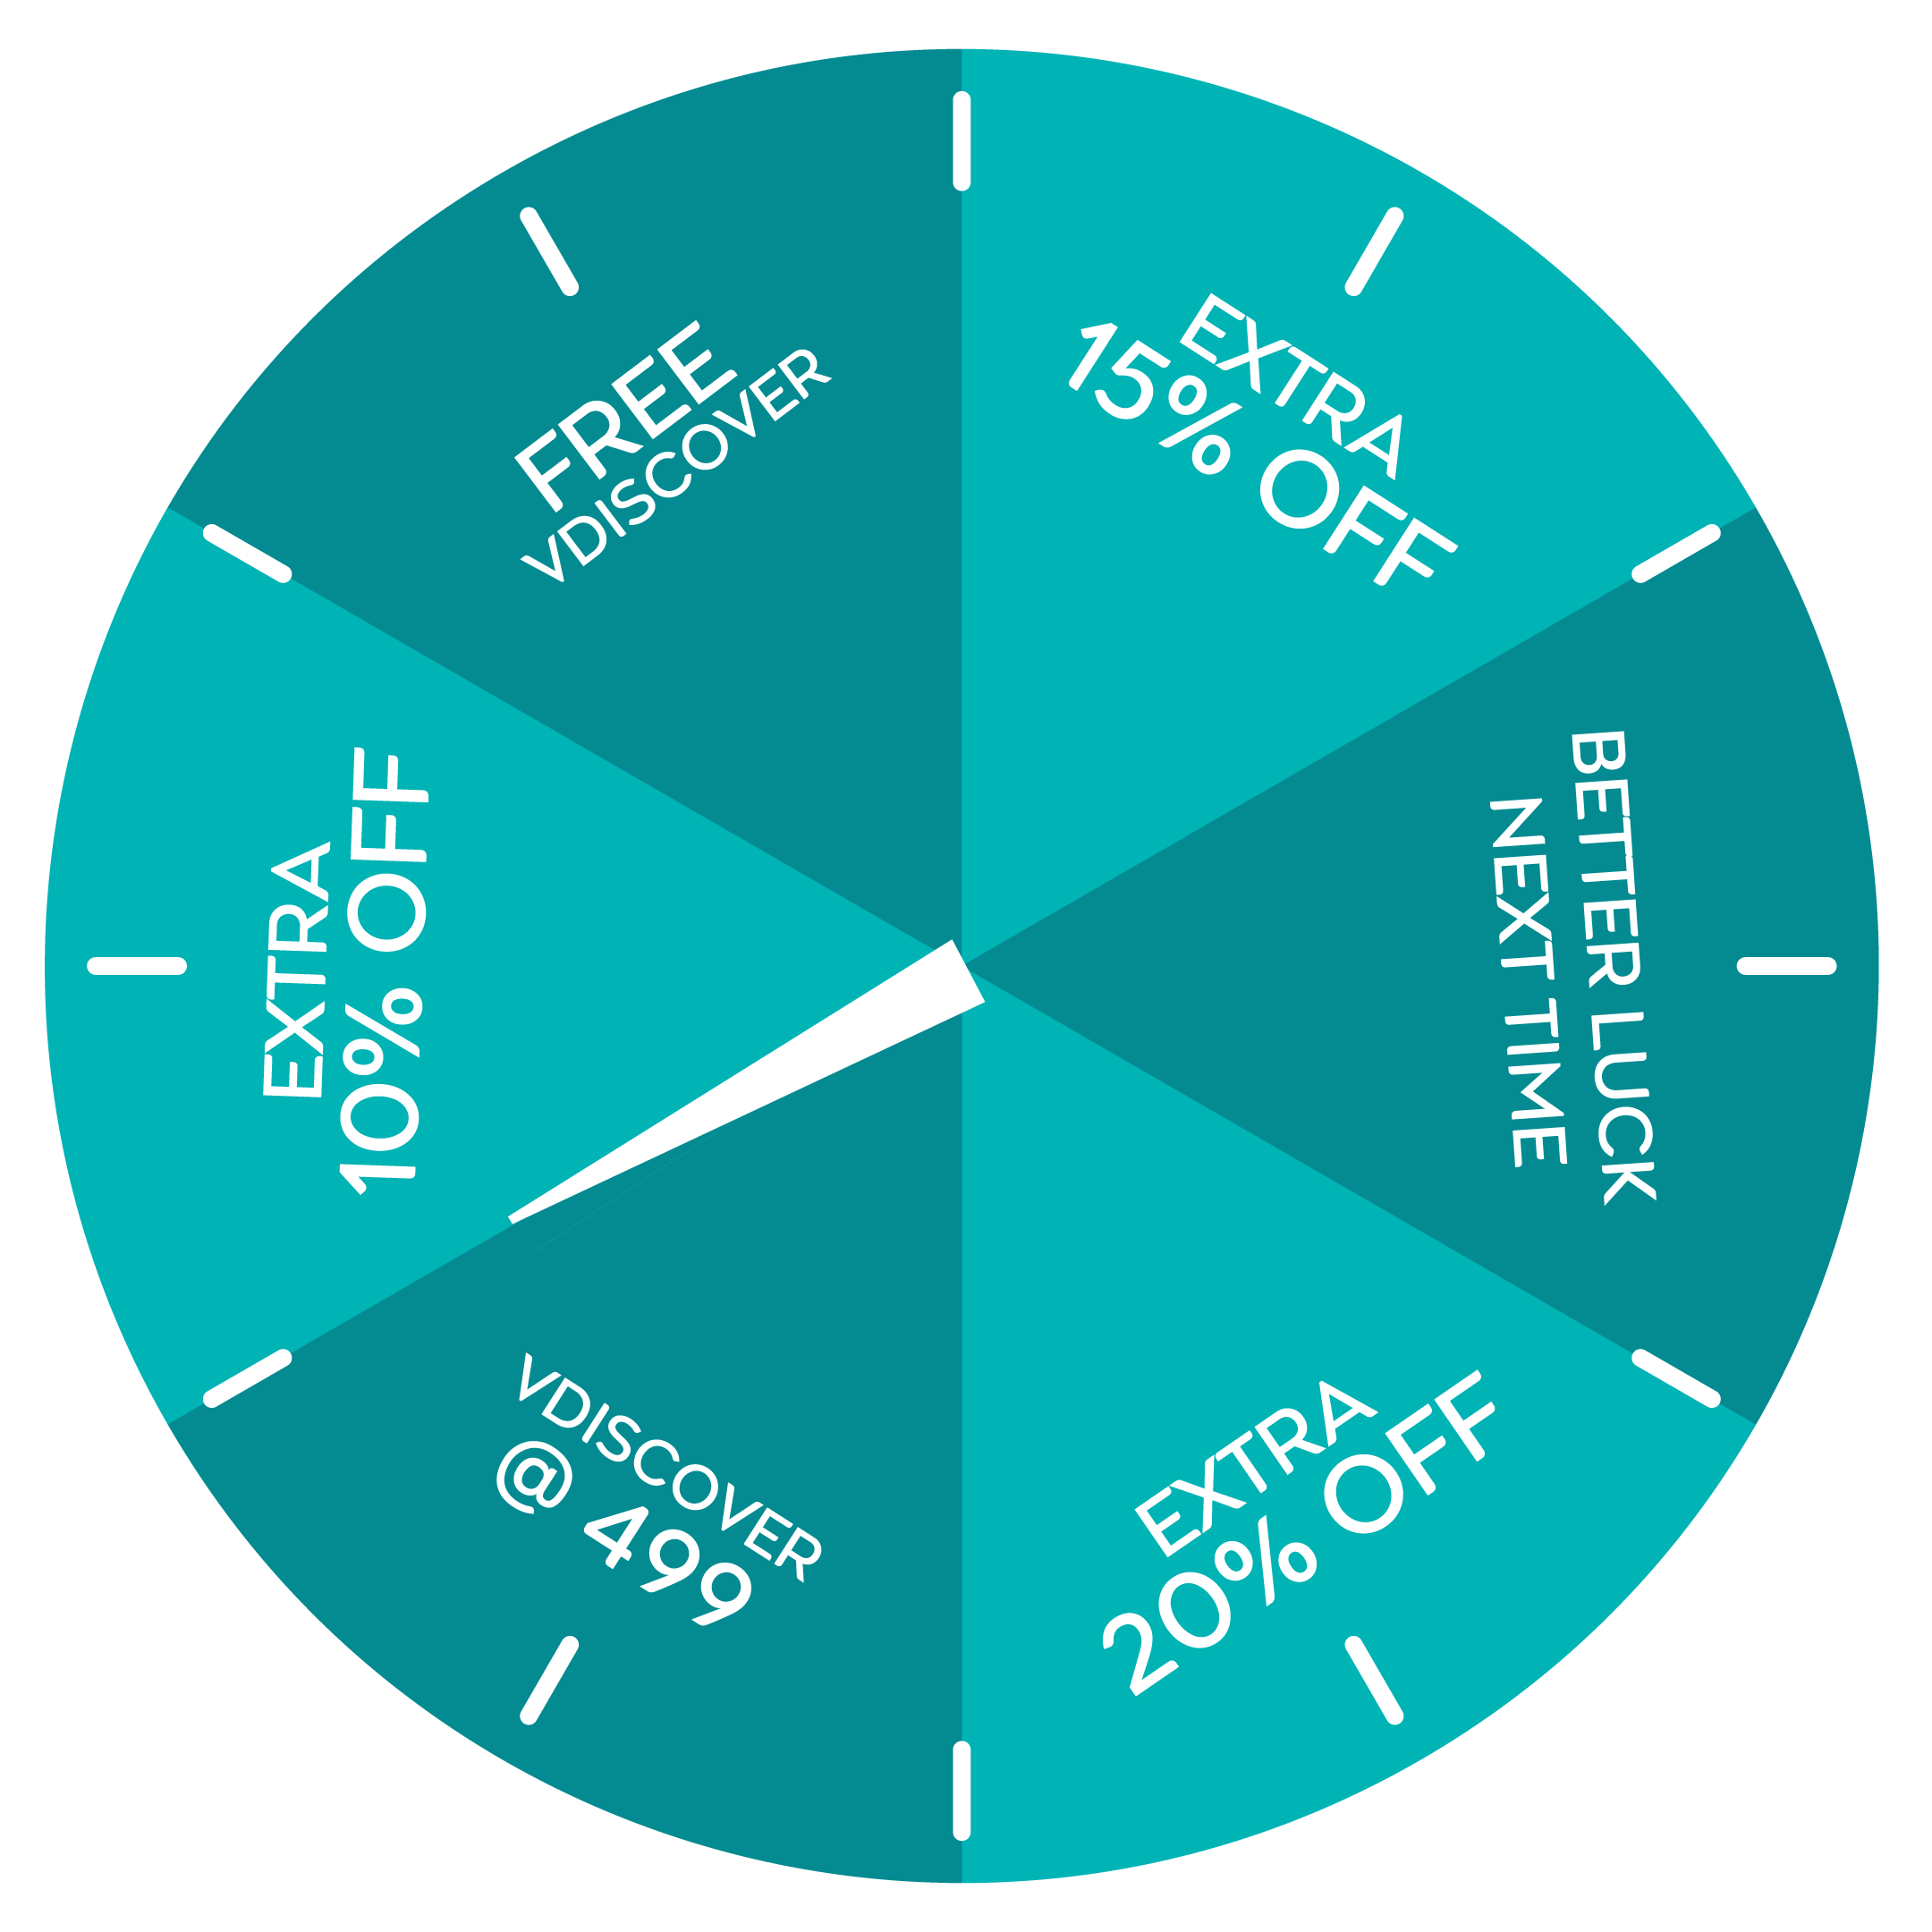 FREE
VDISCOVER
EXTRA
15% OFF
BETTER LUCK
NEXT TIME
EXTRA
20% OFF
VDISCOVER
@ 499
EXTRA
10% OFF